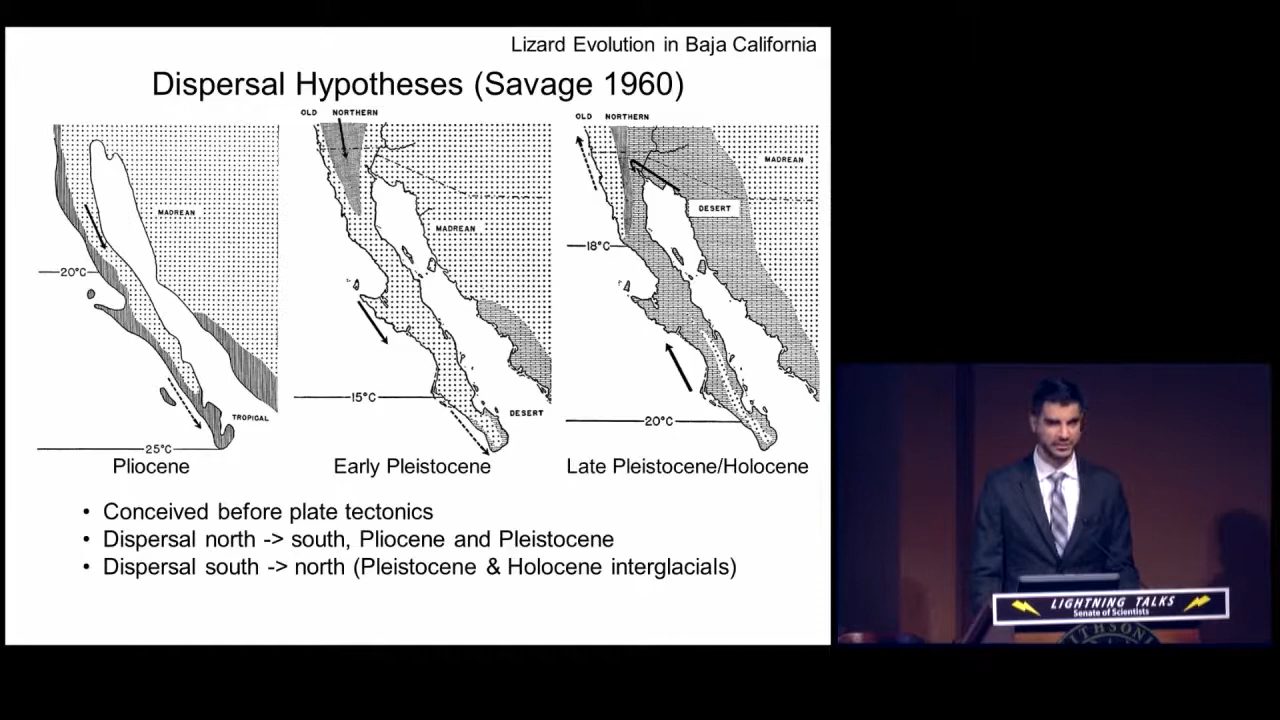 Lizard Evolution in Baja California
Dispersal Hypotheses (Savage 1960)
OLD NORTHERN
MADREAN
20°C
TROPICAL
25°C
Pliocene
OLD NORTHERN
MADREAN
15°C
DESERT
Early Pleistocene
MADREAN
DESERT
18°C
20°C
Late Pleistocene/Holocene
• Conceived before plate tectonics
• Dispersal north -> south, Pliocene and Pleistocene
• Dispersal south -> north (Pleistocene & Holocene interglacials)
LIGHTNING TALKS
Senate of Scientists
THSONI